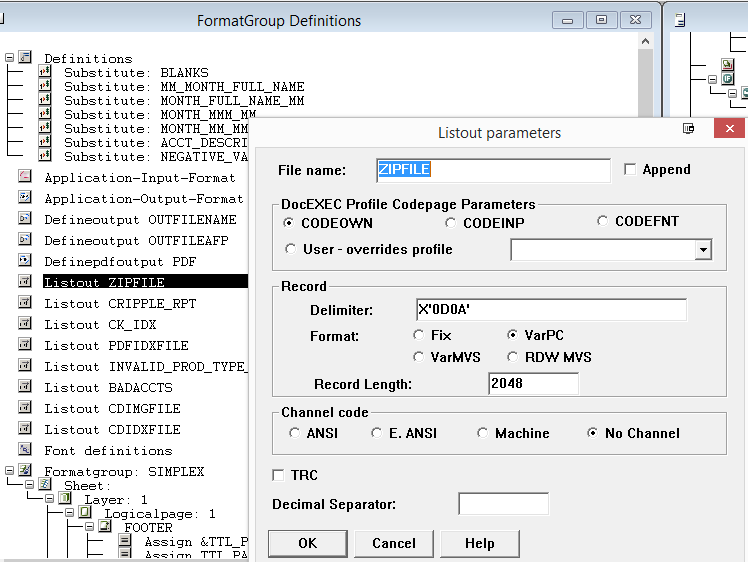 FormatGroup Definitions
Definitions
Substitute: BLANKS
Substitute: MM_MONTH_FULL_NAME
Substitute: MONTH_FULL_NAME_MM
Substitute: MONTH_MMM_MM
Substitute: MONTH_MM_MM
Substitute: ACCT_DESCRI
Substitute: NEGATIVE_VA
Application-Input-Format
Application-Output-Format
Defineoutput OUTFILENAME
Defineoutput OUTFILEAFP
Definepdfoutput PDF
Listout ZIPFILE
Listout CRIPPLE_RPT
Listout CK_IDX
Listout PDFIDXFILE
Listout INVALID_PROD_TYPE_
Listout BADACCTS
Listout CDIMGFILE
Listout CDIDXFILE
Font definitions
Formatgroup: SIMPLEX
Sheet:
Layer: 1
Logicalpage: 1
FOOTER
Assign &TTL_P
Assign TTL_PA
Listout parameters
File name: ZIPFILE Append
DocEXEC Profile Codepage Parameters
CODEOWN CODEINP CODEFNT
User - overrides profile
Record
Delimiter: X'0D0A'
Format: Fix VarPC
VarMVS RDW MVS
Record Length: 2048
Channel code
ANSI E. ANSI Machine No Channel
TRC
Decimal Separator:
OK Cancel Help